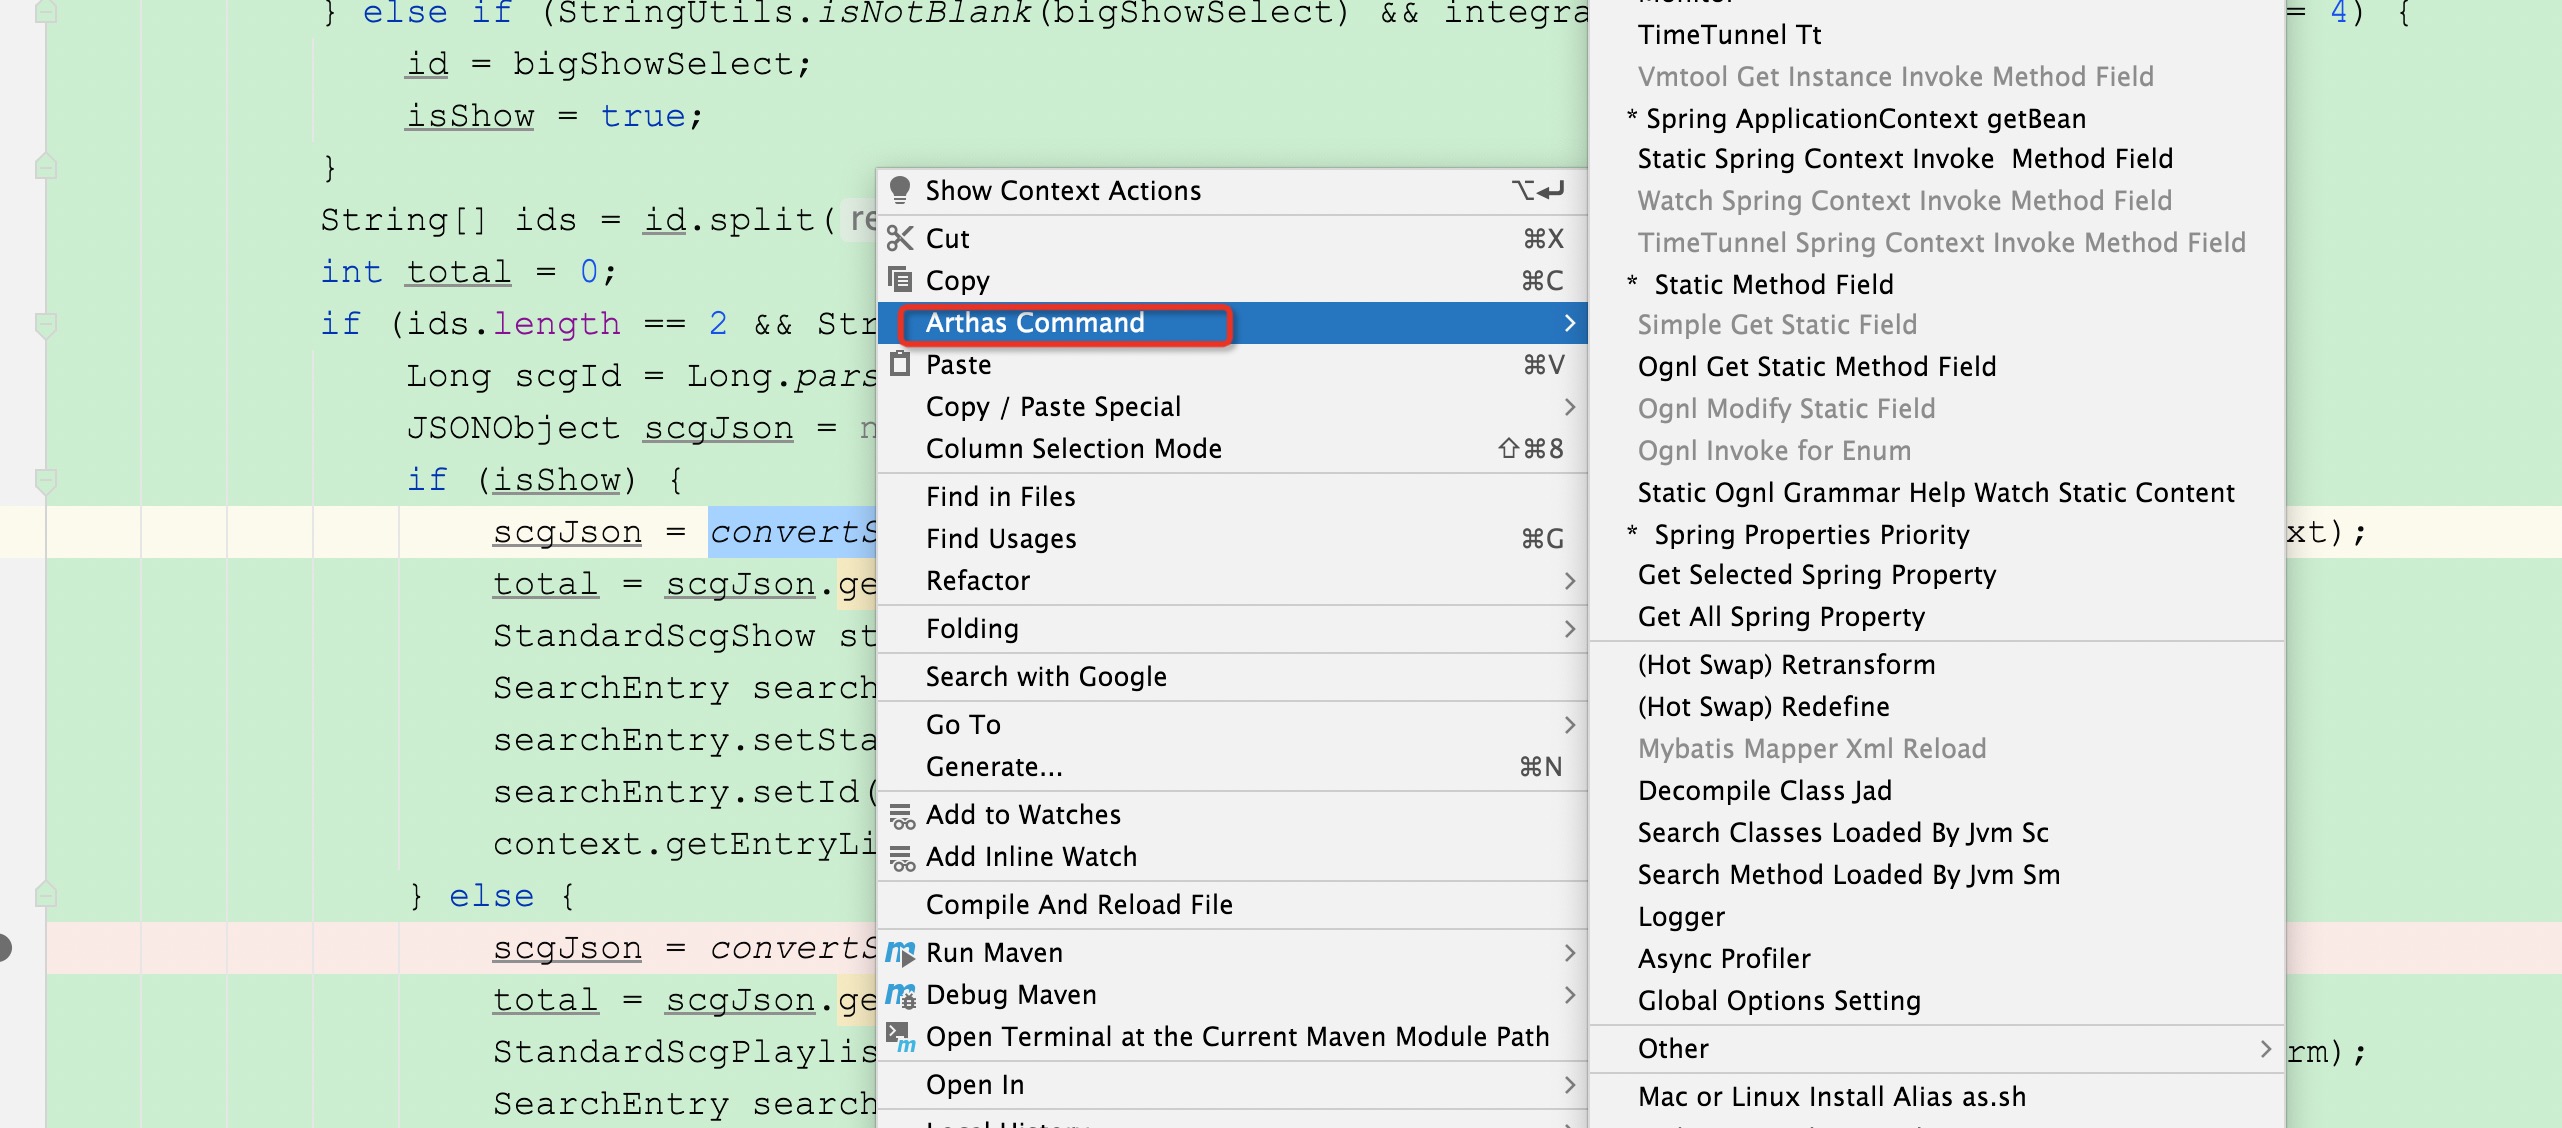 } else if (StringUtils.isNotBlank(bigShowSelect) && integra
= 4) {
id = bigShowSelect;
isShow = true;
}
String[] ids = id.split( re
int total = 0;
if (ids.length == 2 && Str
Long scgId = Long.pars
JSONObject scgJson = n
if (isShow) {
scgJson = convertS
xt);
total = scgJson.ge
StandardScgShow st
SearchEntry search
searchEntry.setSta
searchEntry.setId(
context.getEntryLi
} else {
scgJson = convertS
total = scgJson.ge
StandardScgPlaylis
rm);
SearchEntry search
Show Context Actions ⌥↩
Cut ⌘X
Copy ⌘C
Arthas Command
Paste ⌘V
Copy / Paste Special
Column Selection Mode ⇧⌘8
Find in Files
Find Usages ⌘G
Refactor
Folding
Search with Google
Go To
Generate... ⌘N
Add to Watches
Add Inline Watch
Compile And Reload File
Run Maven
Debug Maven
Open Terminal at the Current Maven Module Path
Open In
Local History
Monitor
TimeTunnel Tt
Vmtool Get Instance Invoke Method Field
* Spring ApplicationContext getBean
Static Spring Context Invoke  Method Field
Watch Spring Context Invoke Method Field
TimeTunnel Spring Context Invoke Method Field
*  Static Method Field
Simple Get Static Field
Ognl Get Static Method Field
Ognl Modify Static Field
Ognl Invoke for Enum
Static Ognl Grammar Help Watch Static Content
*  Spring Properties Priority
Get Selected Spring Property
Get All Spring Property
(Hot Swap) Retransform
(Hot Swap) Redefine
Mybatis Mapper Xml Reload
Decompile Class Jad
Search Classes Loaded By Jvm Sc
Search Method Loaded By Jvm Sm
Logger
Async Profiler
Global Options Setting
Other
Mac or Linux Install Alias as.sh